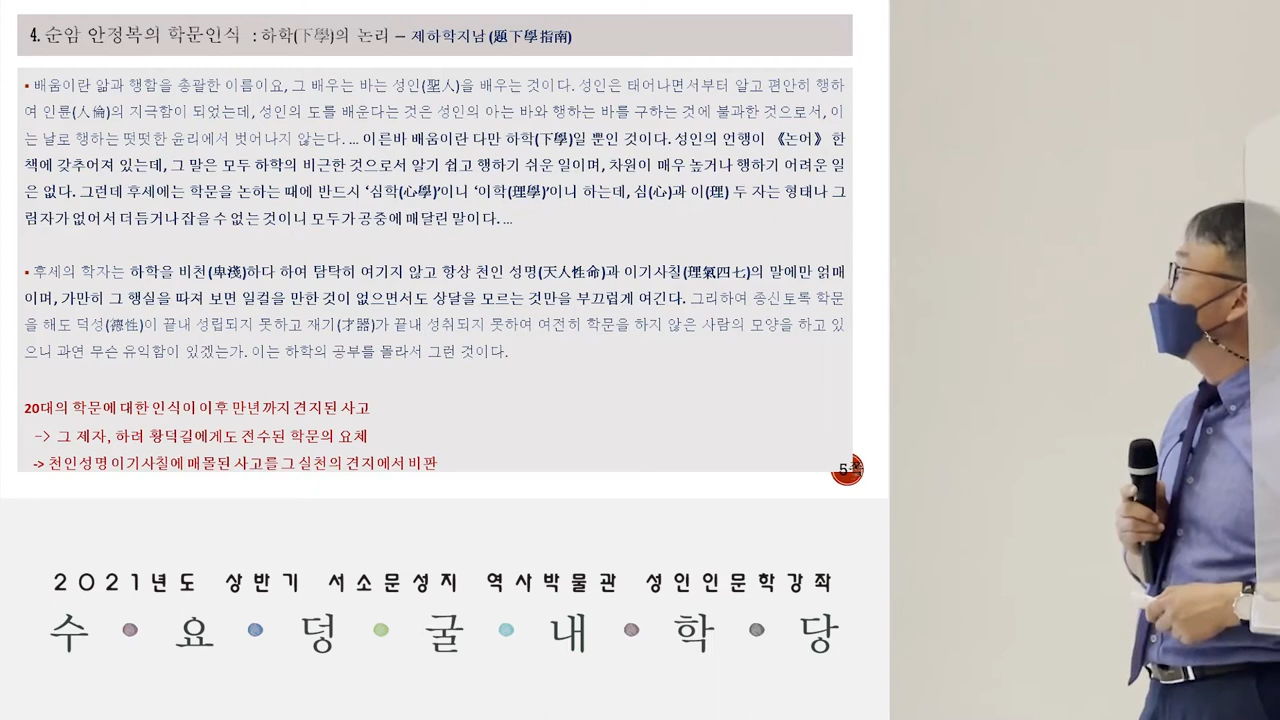 4. 순암 안정복의 학문인식 : 하학(下學)의 논리 – 제하학지남(題下學指南)
▪ 배움이란 앎과 행함을 총괄한 이름이요, 그 배우는 바는 성인(聖人)을 배우는 것이다. 성인은 태어나면서부터 알고 편안히 행하
여 인륜(人倫)의 지극함이 되었는데, 성인의 도를 배운다는 것은 성인의 아는 바와 행하는 바를 구하는 것에 불과한 것으로서, 이
는 날로 행하는 떳떳한 윤리에서 벗어나지 않는다. ... 이른바 배움이란 다만 하학(下學)일 뿐인 것이다. 성인의 언행이 《논어》 한
책에 갖추어져 있는데, 그 말은 모두 하학의 비근한 것으로서 알기 쉽고 행하기 쉬운 일이며, 차원이 매우 높거나 행하기 어려운 일
은 없다. 그런데 후세에는 학문을 논하는 때에 반드시 ‘심학(心學)’이니 ‘이학(理學)’이니 하는데, 심(心)과 이(理) 두 자는 형태나 그
림자가 없어서 더듬거나 잡을 수 없는 것이니 모두가 공중에 매달린 말이다. ...
▪ 후세의 학자는 하학을 비천(卑淺)하다 하여 탐탁히 여기지 않고 항상 천인 성명(天人性命)과 이기사칠(理氣四七)의 말에만 얽매
이며, 가만히 그 행실을 따져 보면 일컬을 만한 것이 없으면서도 상달을 모르는 것만을 부끄럽게 여긴다. 그리하여 종신토록 학문
을 해도 덕성(德性)이 끝내 성립되지 못하고 재기(才器)가 끝내 성취되지 못하여 여전히 학문을 하지 않은 사람의 모양을 하고 있
으니 과연 무슨 유익함이 있겠는가. 이는 하학의 공부를 몰라서 그런 것이다.
20대의 학문에 대한 인식이 이후 만년까지 견지된 사고
-> 그 제자, 하려 황덕길에게도 전수된 학문의 요체
-> 천인성명 이기사칠에 매몰된 사고를 그 실천의 견지에서 비판
5쪽
2021년도 상반기 서소문성지 역사박물관 성인인문학강좌
수•요•덩•굴•내•학•당